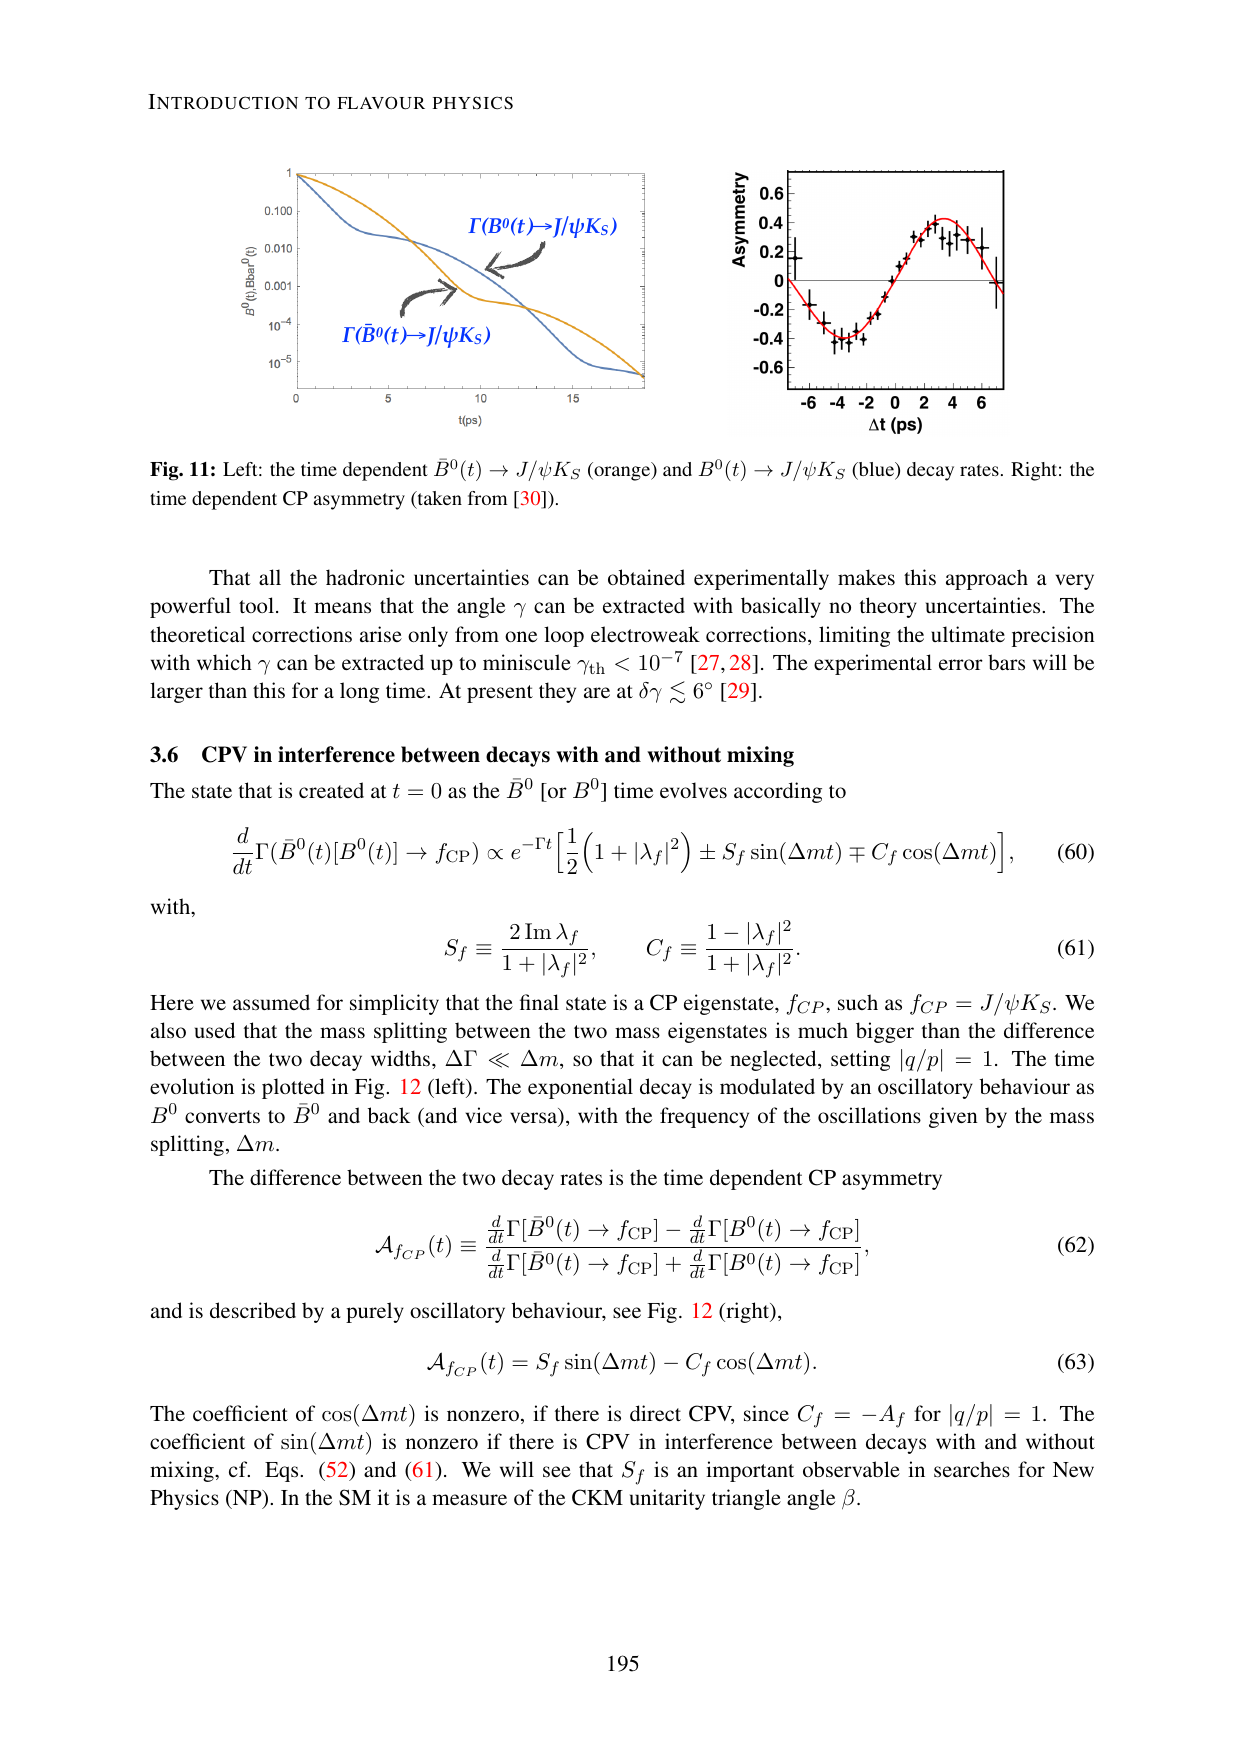 INTRODUCTION TO FLAVOUR PHYSICS
1
0.100
0.010
0.001
10⁻⁴
10⁻⁵
B⁰(t),Bbar⁰(t)
0 5 10 15
t(ps)
Γ(B⁰(t)→J/ψK_S)
Γ(B̄⁰(t)→J/ψK_S)
Asymmetry
0.6
0.4
0.2
0
-0.2
-0.4
-0.6
-6 -4 -2 0 2 4 6
Δt (ps)
Fig. 11: Left: the time dependent B̄⁰(t) → J/ψK_S (orange) and B⁰(t) → J/ψK_S (blue) decay rates. Right: the
time dependent CP asymmetry (taken from [30]).
That all the hadronic uncertainties can be obtained experimentally makes this approach a very
powerful tool. It means that the angle γ can be extracted with basically no theory uncertainties. The
theoretical corrections arise only from one loop electroweak corrections, limiting the ultimate precision
with which γ can be extracted up to miniscule γ_th < 10⁻⁷ [27, 28]. The experimental error bars will be
larger than this for a long time. At present they are at δγ ≲ 6° [29].
3.6 CPV in interference between decays with and without mixing
The state that is created at t = 0 as the B̄⁰ [or B⁰] time evolves according to
d/dt Γ(B̄⁰(t)[B⁰(t)] → f_CP) ∝ e^{−Γt}[1/2(1 + |λ_f|²) ± S_f sin(Δmt) ∓ C_f cos(Δmt)], (60)
with,
S_f ≡ 2 Im λ_f / (1 + |λ_f|²), C_f ≡ (1 − |λ_f|²) / (1 + |λ_f|²). (61)
Here we assumed for simplicity that the final state is a CP eigenstate, f_CP, such as f_CP = J/ψK_S. We
also used that the mass splitting between the two mass eigenstates is much bigger than the difference
between the two decay widths, ΔΓ ≪ Δm, so that it can be neglected, setting |q/p| = 1. The time
evolution is plotted in Fig. 12 (left). The exponential decay is modulated by an oscillatory behaviour as
B⁰ converts to B̄⁰ and back (and vice versa), with the frequency of the oscillations given by the mass
splitting, Δm.
The difference between the two decay rates is the time dependent CP asymmetry
𝒜_{f_CP}(t) ≡ (d/dt Γ[B̄⁰(t) → f_CP] − d/dt Γ[B⁰(t) → f_CP]) / (d/dt Γ[B̄⁰(t) → f_CP] + d/dt Γ[B⁰(t) → f_CP]), (62)
and is described by a purely oscillatory behaviour, see Fig. 12 (right),
𝒜_{f_CP}(t) = S_f sin(Δmt) − C_f cos(Δmt). (63)
The coefficient of cos(Δmt) is nonzero, if there is direct CPV, since C_f = −A_f for |q/p| = 1. The
coefficient of sin(Δmt) is nonzero if there is CPV in interference between decays with and without
mixing, cf. Eqs. (52) and (61). We will see that S_f is an important observable in searches for New
Physics (NP). In the SM it is a measure of the CKM unitarity triangle angle β.
195